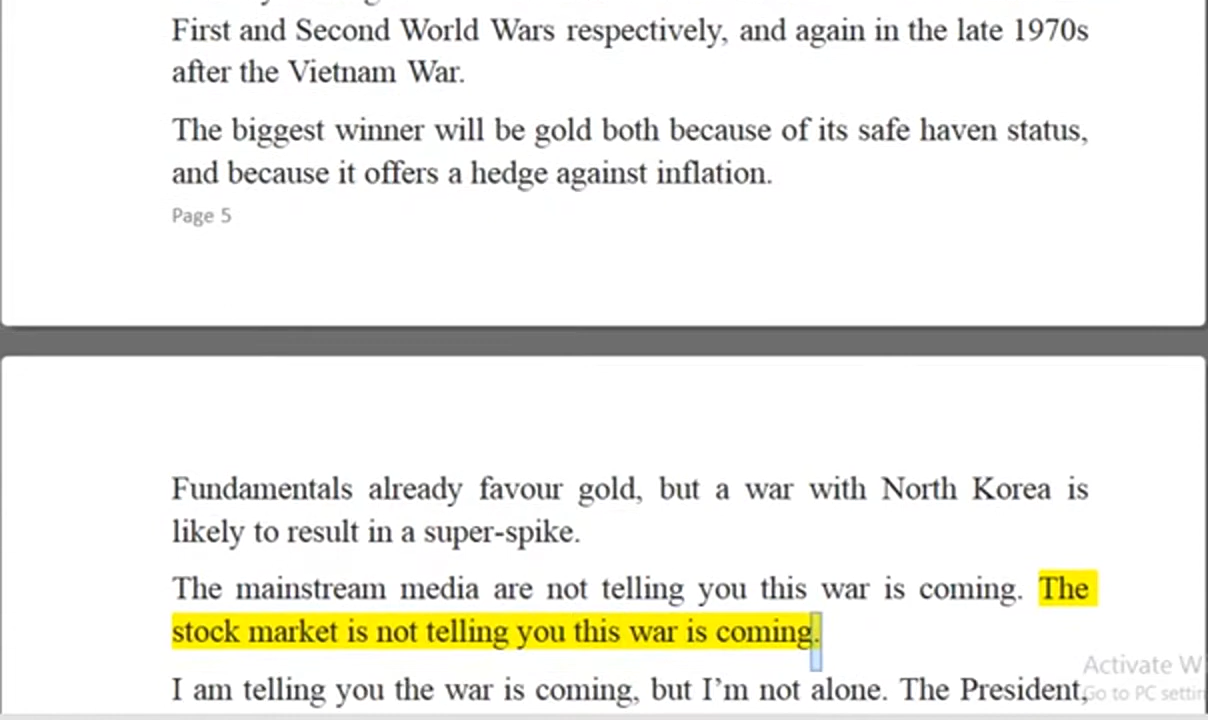 First and Second World Wars respectively, and again in the late 1970s
after the Vietnam War.
The biggest winner will be gold both because of its safe haven status,
and because it offers a hedge against inflation.
Page 5
Fundamentals already favour gold, but a war with North Korea is
likely to result in a super-spike.
The mainstream media are not telling you this war is coming. The
stock market is not telling you this war is coming.
I am telling you the war is coming, but I’m not alone. The President,
Activate W
Go to PC settin